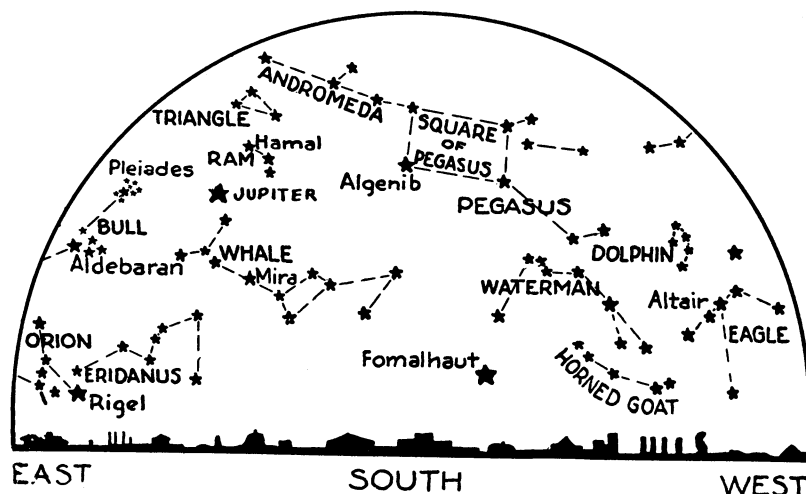 ANDROMEDA
TRIANGLE
SQUARE
OF
PEGASUS
Hamal
RAM
Pleiades
Algenib
JUPITER
PEGASUS
BULL
Aldebaran
WHALE
Mira
DOLPHIN
WATERMAN
Altair
EAGLE
ORION
ERIDANUS
Rigel
Fomalhaut
HORNED GOAT
EAST
SOUTH
WEST